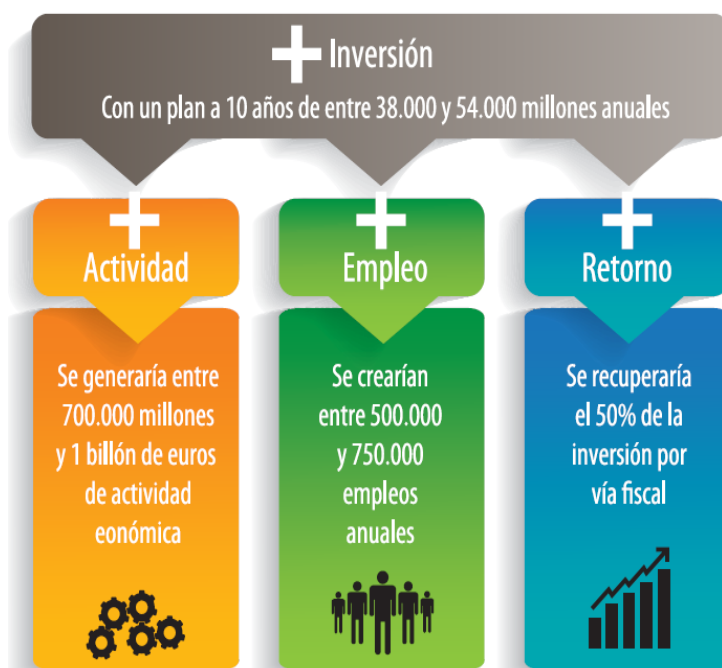 + Inversión
Con un plan a 10 años de entre 38.000 y 54.000 millones anuales
+
Actividad
Se generaría entre
700.000 millones
y 1 billón de euros
de actividad
eonómica
+
Empleo
Se crearían
entre 500.000
y 750.000
empleos
anuales
+
Retorno
Se recuperaría
el 50% de la
inversión por
vía fiscal